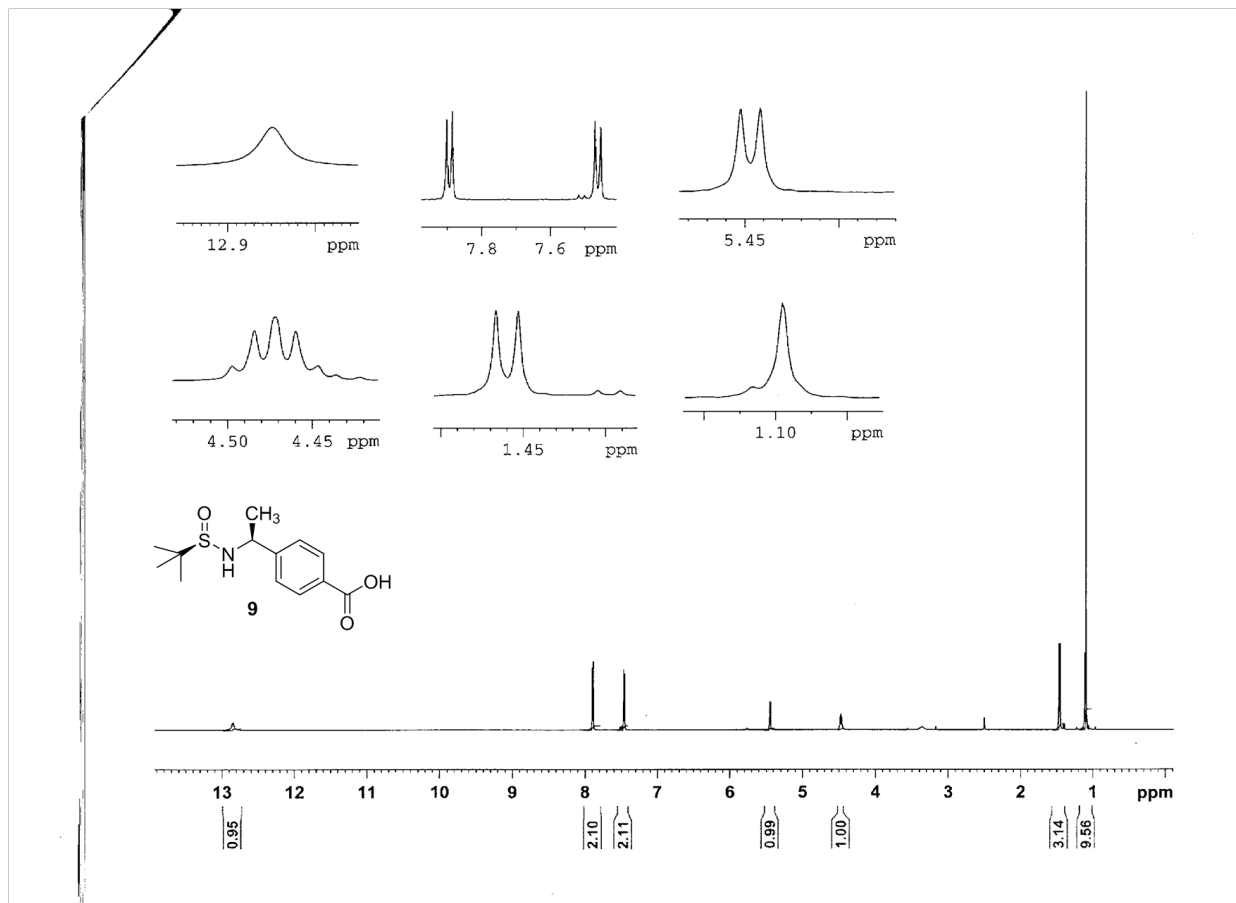 12.9 ppm
7.8 7.6 ppm
5.45 ppm
4.50 4.45 ppm
1.45 ppm
1.10 ppm
O
CH3
S
N
H
OH
O
9
13 12 11 10 9 8 7 6 5 4 3 2 1 ppm
0.95 2.10 2.11 0.99 1.00 3.14 9.56